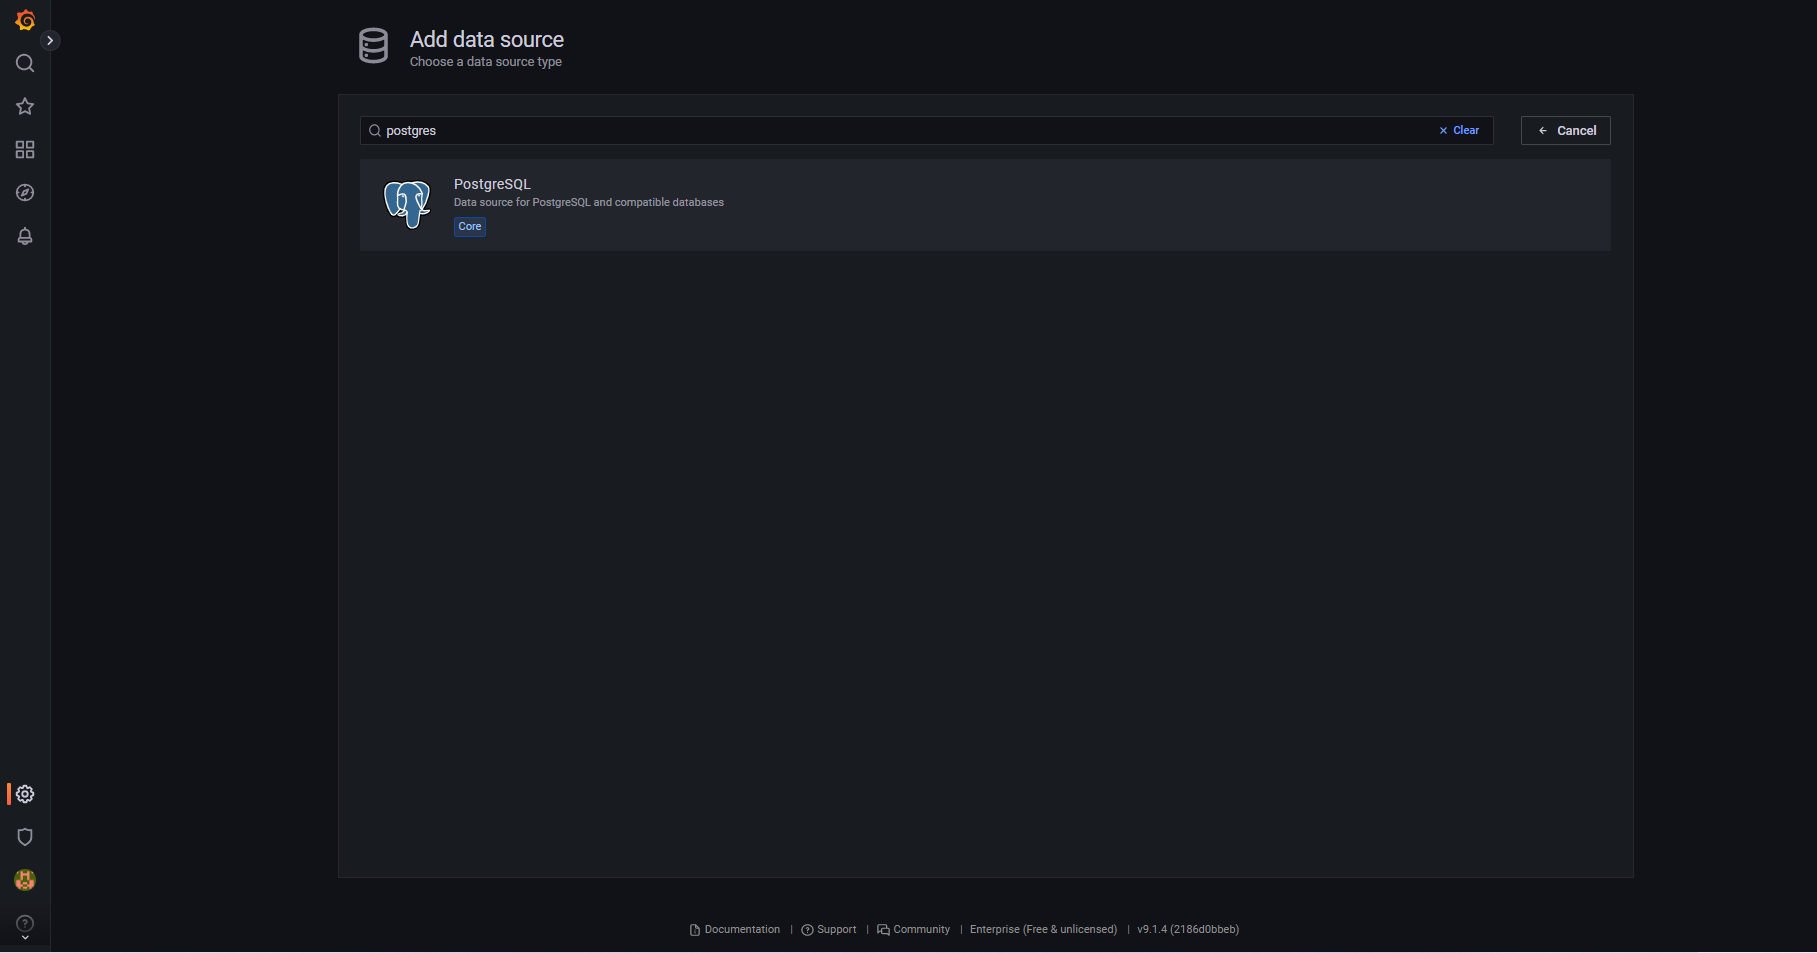 Add data source
Choose a data source type
postgres
Clear
Cancel
PostgreSQL
Data source for PostgreSQL and compatible databases
Core
Documentation | Support | Community | Enterprise (Free & unlicensed) | v9.1.4 (2186d0bbeb)